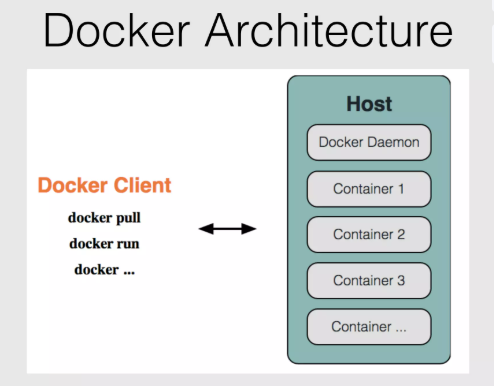 Docker Architecture
Docker Client
docker pull
docker run
docker ...
Host
Docker Daemon
Container 1
Container 2
Container 3
Container ...